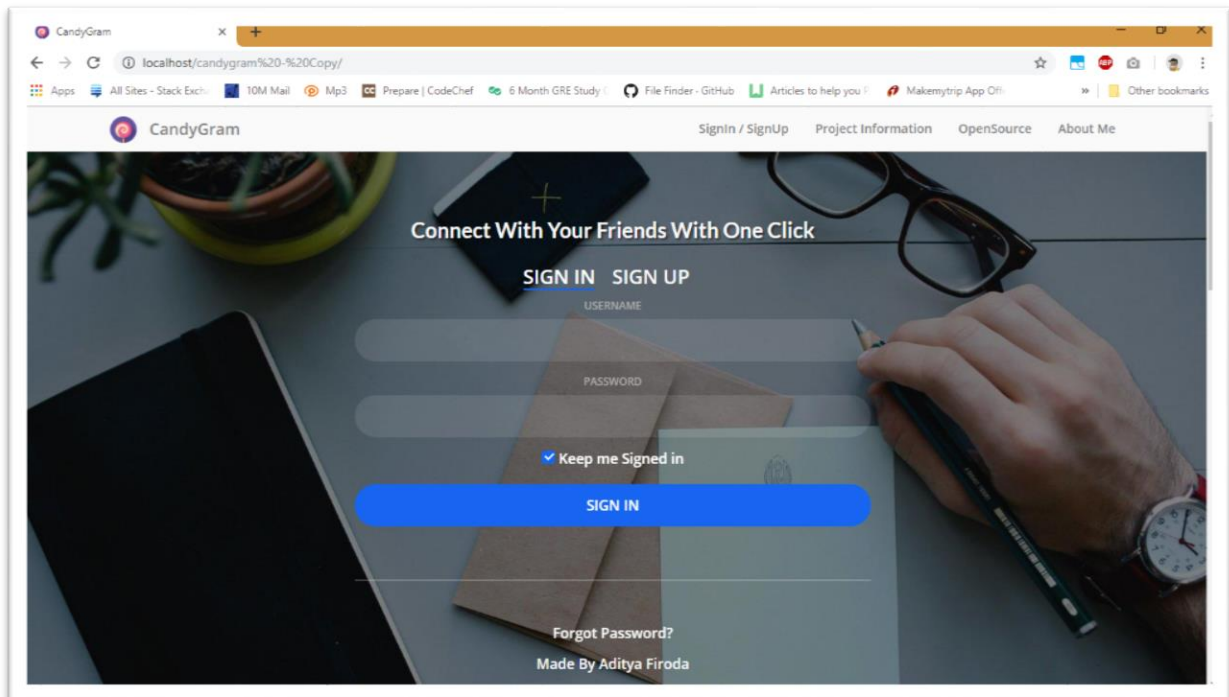 CandyGram
localhost/candygram%20-%20Copy/
Apps All Sites - Stack Exch 10M Mail Mp3 Prepare | CodeChef 6 Month GRE Study File Finder · GitHub Articles to help you Makemytrip App Off Other bookmarks
CandyGram SignIn / SignUp Project Information OpenSource About Me
Connect With Your Friends With One Click
SIGN IN SIGN UP
USERNAME
PASSWORD
Keep me Signed in
SIGN IN
Forgot Password?
Made By Aditya Firoda